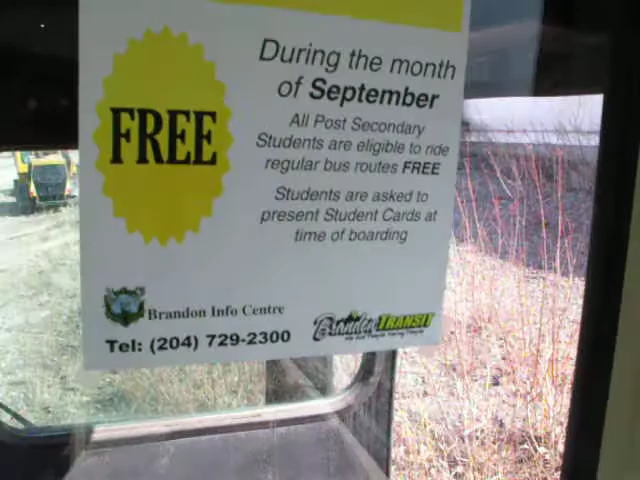 FREE
During the month
of September
All Post Secondary
Students are eligible to ride
regular bus routes FREE
Students are asked to
present Student Cards at
time of boarding
Brandon Info Centre
Tel: (204) 729-2300
Brandon TRANSIT